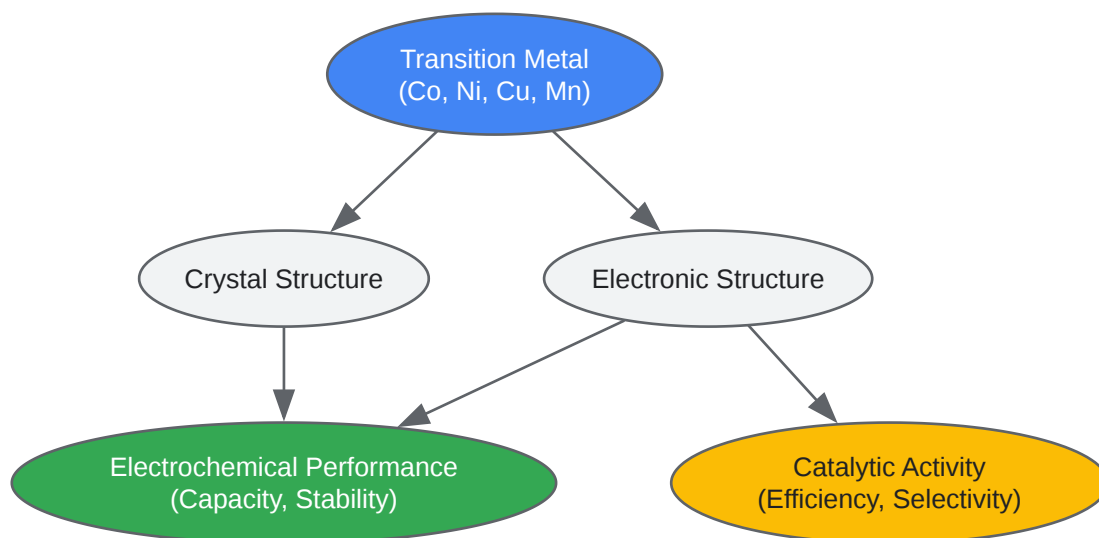 Transition Metal
(Co, Ni, Cu, Mn)
Crystal Structure
Electronic Structure
Electrochemical Performance
(Capacity, Stability)
Catalytic Activity
(Efficiency, Selectivity)